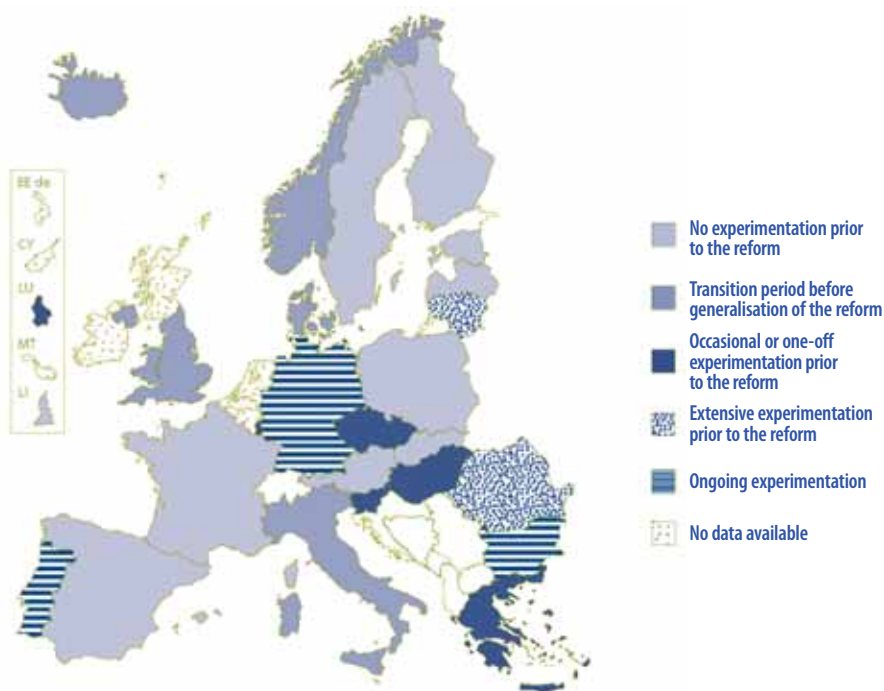 BE de
CY
LU
MT
LI
No experimentation prior
to the reform
Transition period before
generalisation of the reform
Occasional or one-off
experimentation prior
to the reform
Extensive experimentation
prior to the reform
Ongoing experimentation
No data available